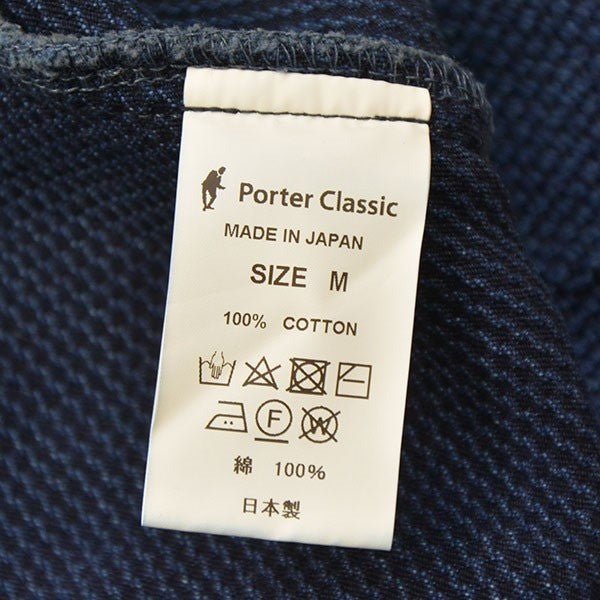 Porter Classic
MADE IN JAPAN
SIZE M
100% COTTON
F W
綿 100%
日本製